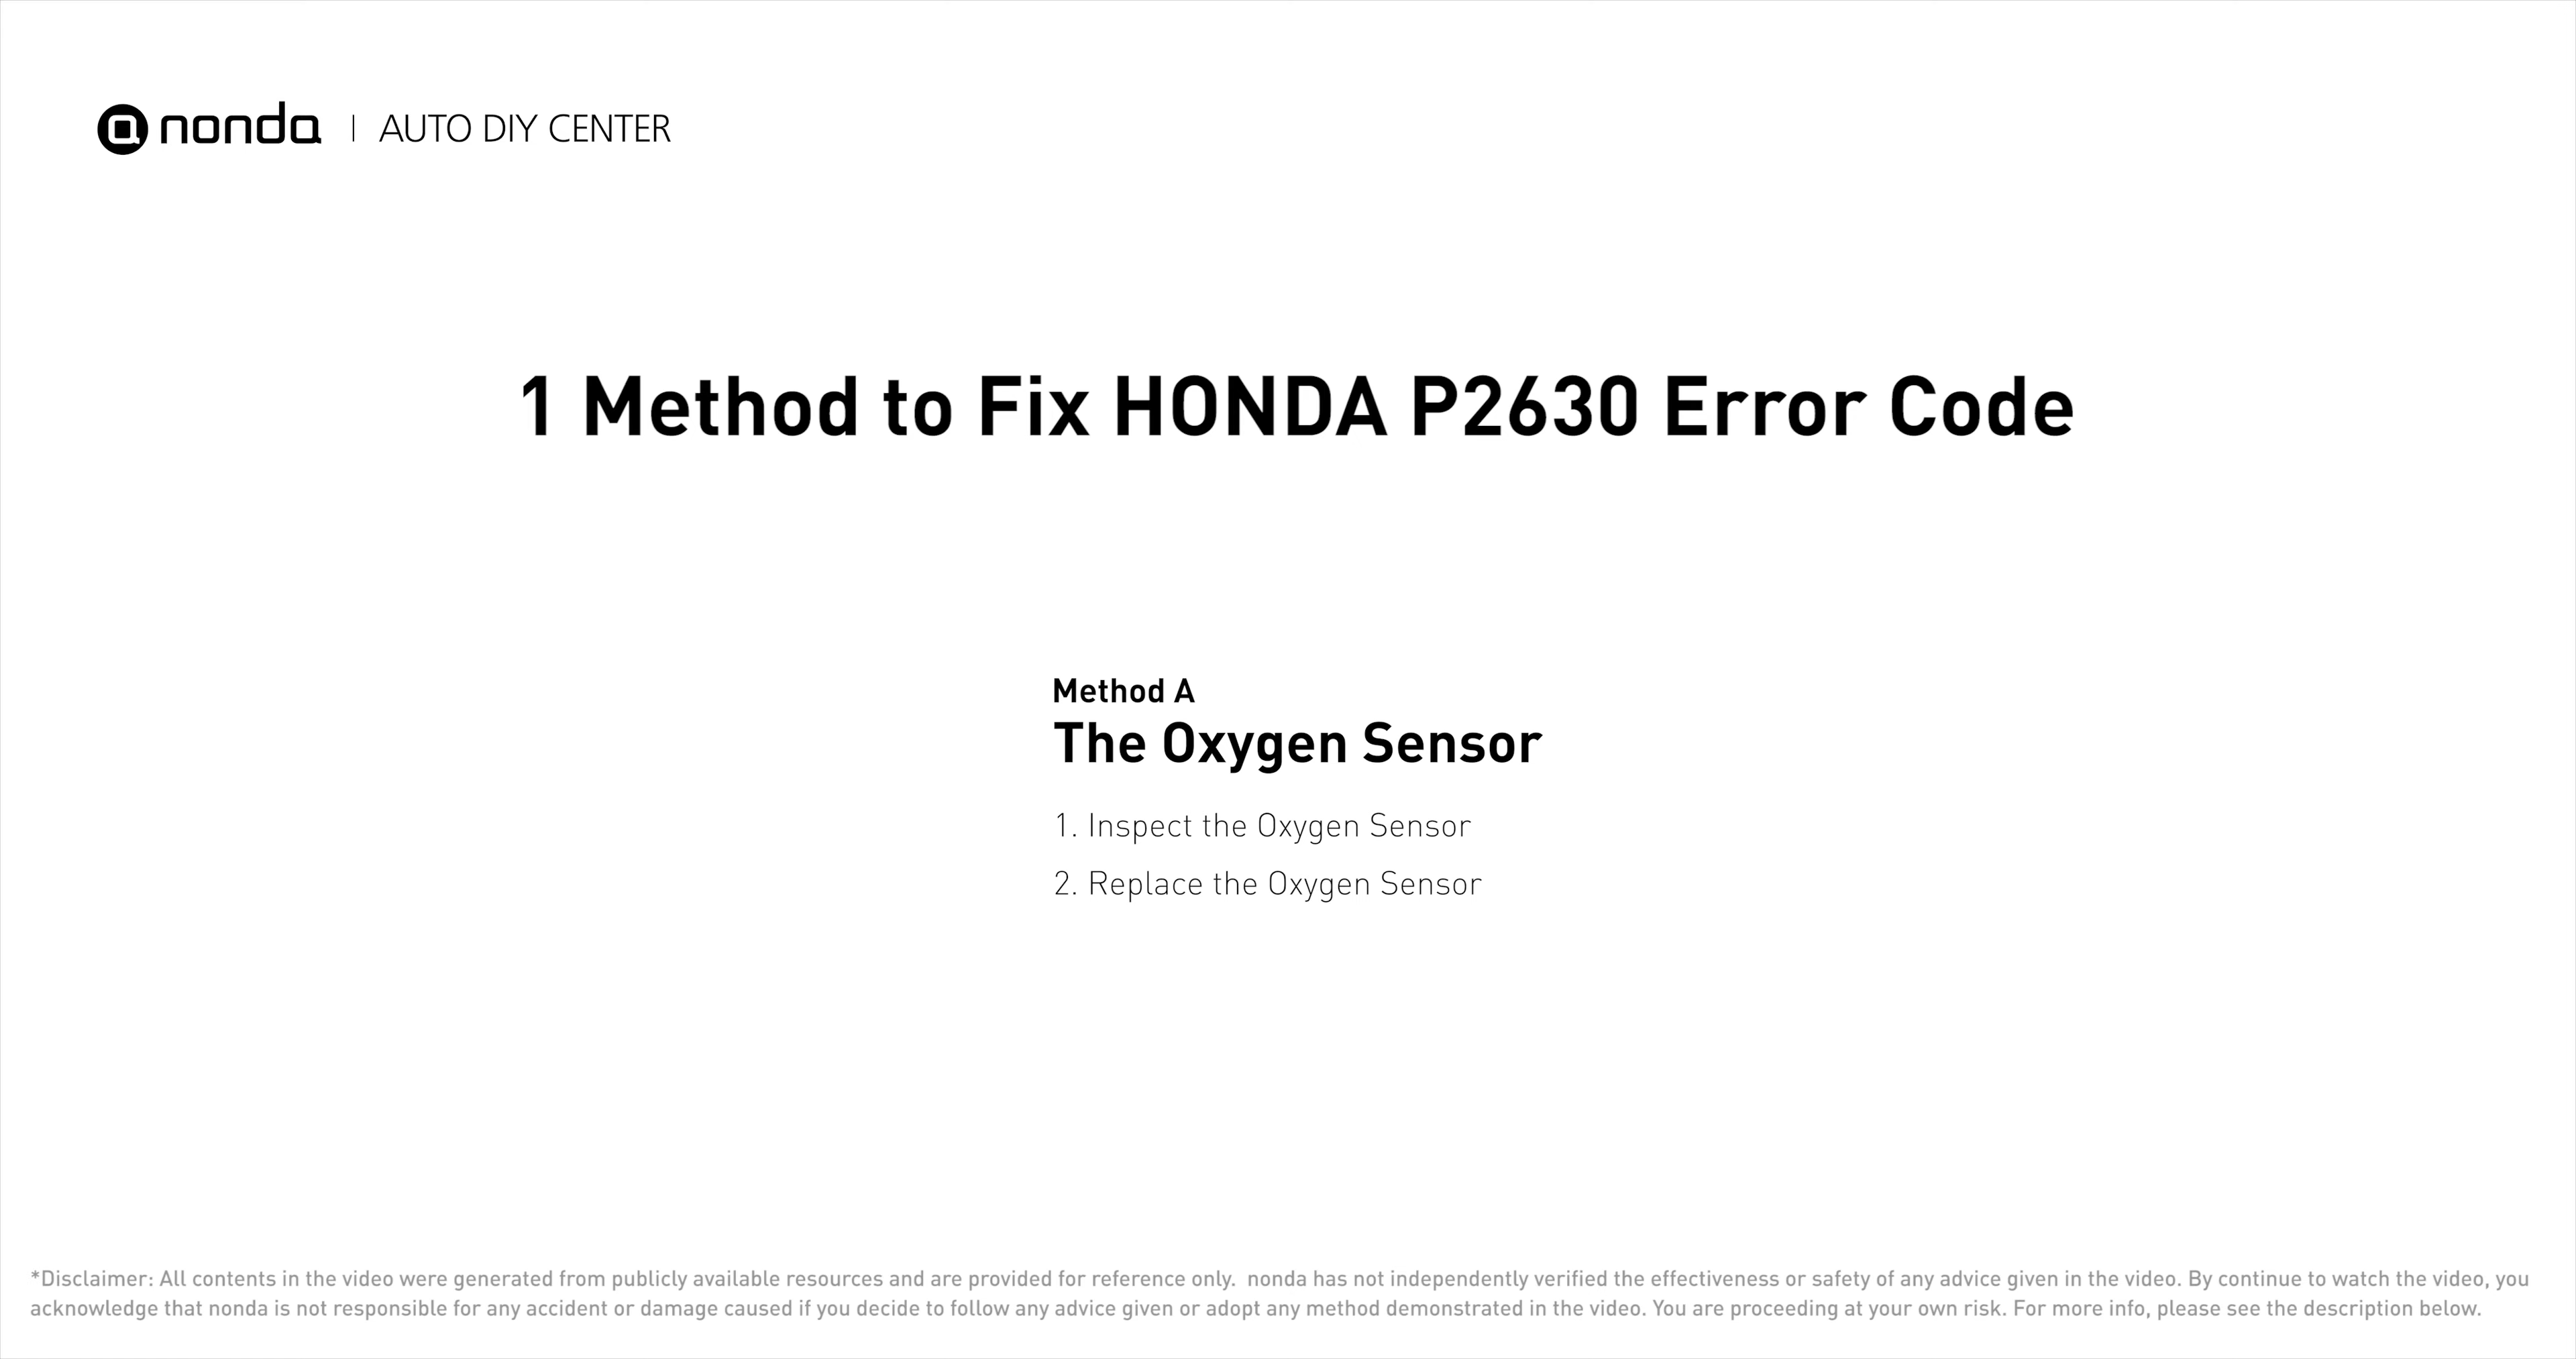 nonda | AUTO DIY CENTER
1 Method to Fix HONDA P2630 Error Code
Method A
The Oxygen Sensor
1. Inspect the Oxygen Sensor
2. Replace the Oxygen Sensor
*Disclaimer: All contents in the video were generated from publicly available resources and are provided for reference only.  nonda has not independently verified the effectiveness or safety of any advice given in the video. By continue to watch the video, you
acknowledge that nonda is not responsible for any accident or damage caused if you decide to follow any advice given or adopt any method demonstrated in the video. You are proceeding at your own risk. For more info, please see the description below.